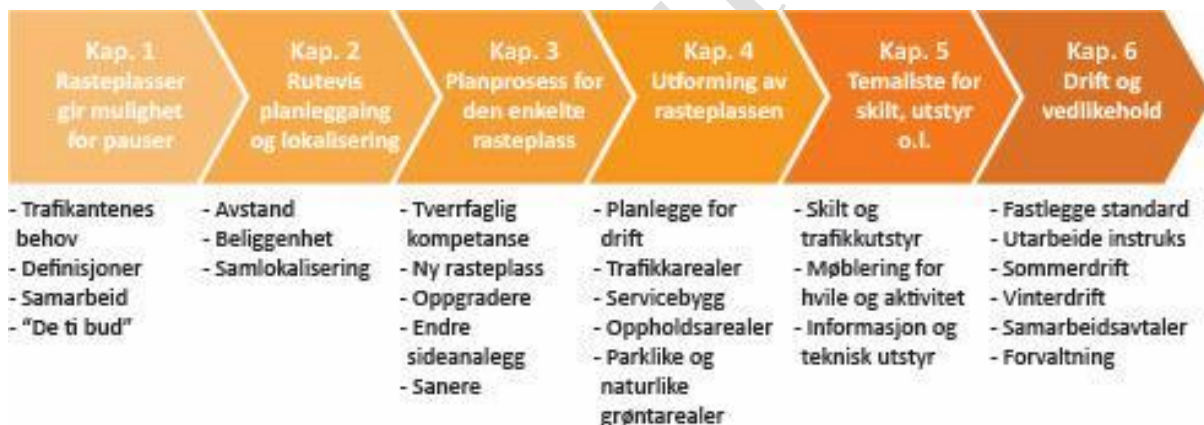 Kap. 1
Rasteplasser
gir mulighet
for pauser
Kap. 2
Rutevis
planleggaing
og lokalisering
Kap. 3
Planprosess for
den enkelte
rasteplass
Kap. 4
Utforming av
rasteplassen
Kap. 5
Temaliste for
skilt, utstyr
o.l.
Kap. 6
Drift og
vedlikehold
- Trafikantenes
behov
- Definisjoner
- Samarbeid
- “De ti bud”
- Avstand
- Beliggenhet
- Samlokalisering
- Tverrfaglig
kompetanse
- Ny rasteplass
- Oppgradere
- Endre
sideanalegg
- Sanere
- Planlegge for
drift
- Trafikkarealer
- Servicebygg
- Oppholdsarealer
- Parklike og
naturlike
grøntarealer
- Skilt og
trafikkutstyr
- Møblering for
hvile og aktivitet
- Informasjon og
teknisk utstyr
- Fastlegge standard
- Utarbeide instruks
- Sommerdrift
- Vinterdrift
- Samarbeidsavtaler
- Forvaltning